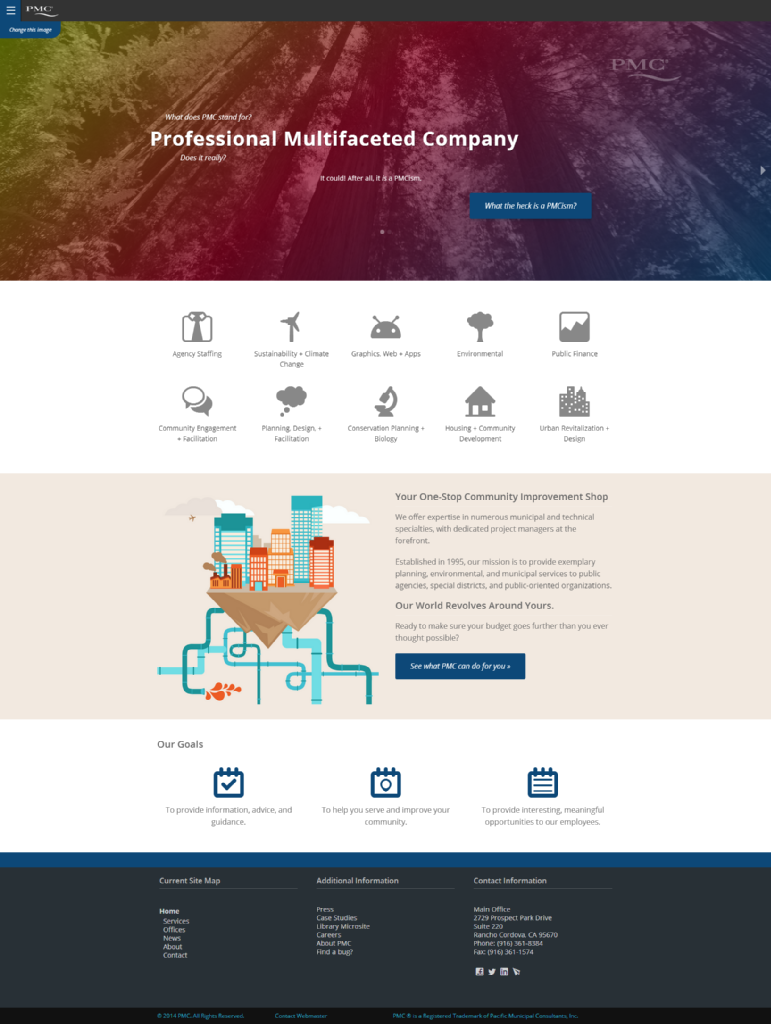 PMC
Change this image
PMC
What does PMC stand for?
Professional Multifaceted Company
Does it really?
It could! After all, it is a PMCism.
What the heck is a PMCism?
Agency Staffing
Sustainability + Climate
Change
Graphics, Web + Apps
Environmental
Public Finance
Community Engagement
+ Facilitation
Planning, Design, +
Facilitation
Conservation Planning +
Biology
Housing + Community
Development
Urban Revitalization +
Design
Your One-Stop Community Improvement Shop
We offer expertise in numerous municipal and technical
specialties, with dedicated project managers at the
forefront.
Established in 1995, our mission is to provide exemplary
planning, environmental, and municipal services to public
agencies, special districts, and public-oriented organizations.
Our World Revolves Around Yours.
Ready to make sure your budget goes further than you ever
thought possible?
See what PMC can do for you »
Our Goals
To provide information, advice, and
guidance.
To help you serve and improve your
community.
To provide interesting, meaningful
opportunities to our employees.
Current Site Map
Home
Services
Offices
News
About
Contact
Additional Information
Press
Case Studies
Library Microsite
Careers
About PMC
Find a bug?
Contact Information
Main Office
2729 Prospect Park Drive
Suite 220
Rancho Cordova, CA 95670
Phone: (916) 361-8384
Fax: (916) 361-1574
© 2014 PMC. All Rights Reserved.
Contact Webmaster
PMC ® is a Registered Trademark of Pacific Municipal Consultants, Inc.